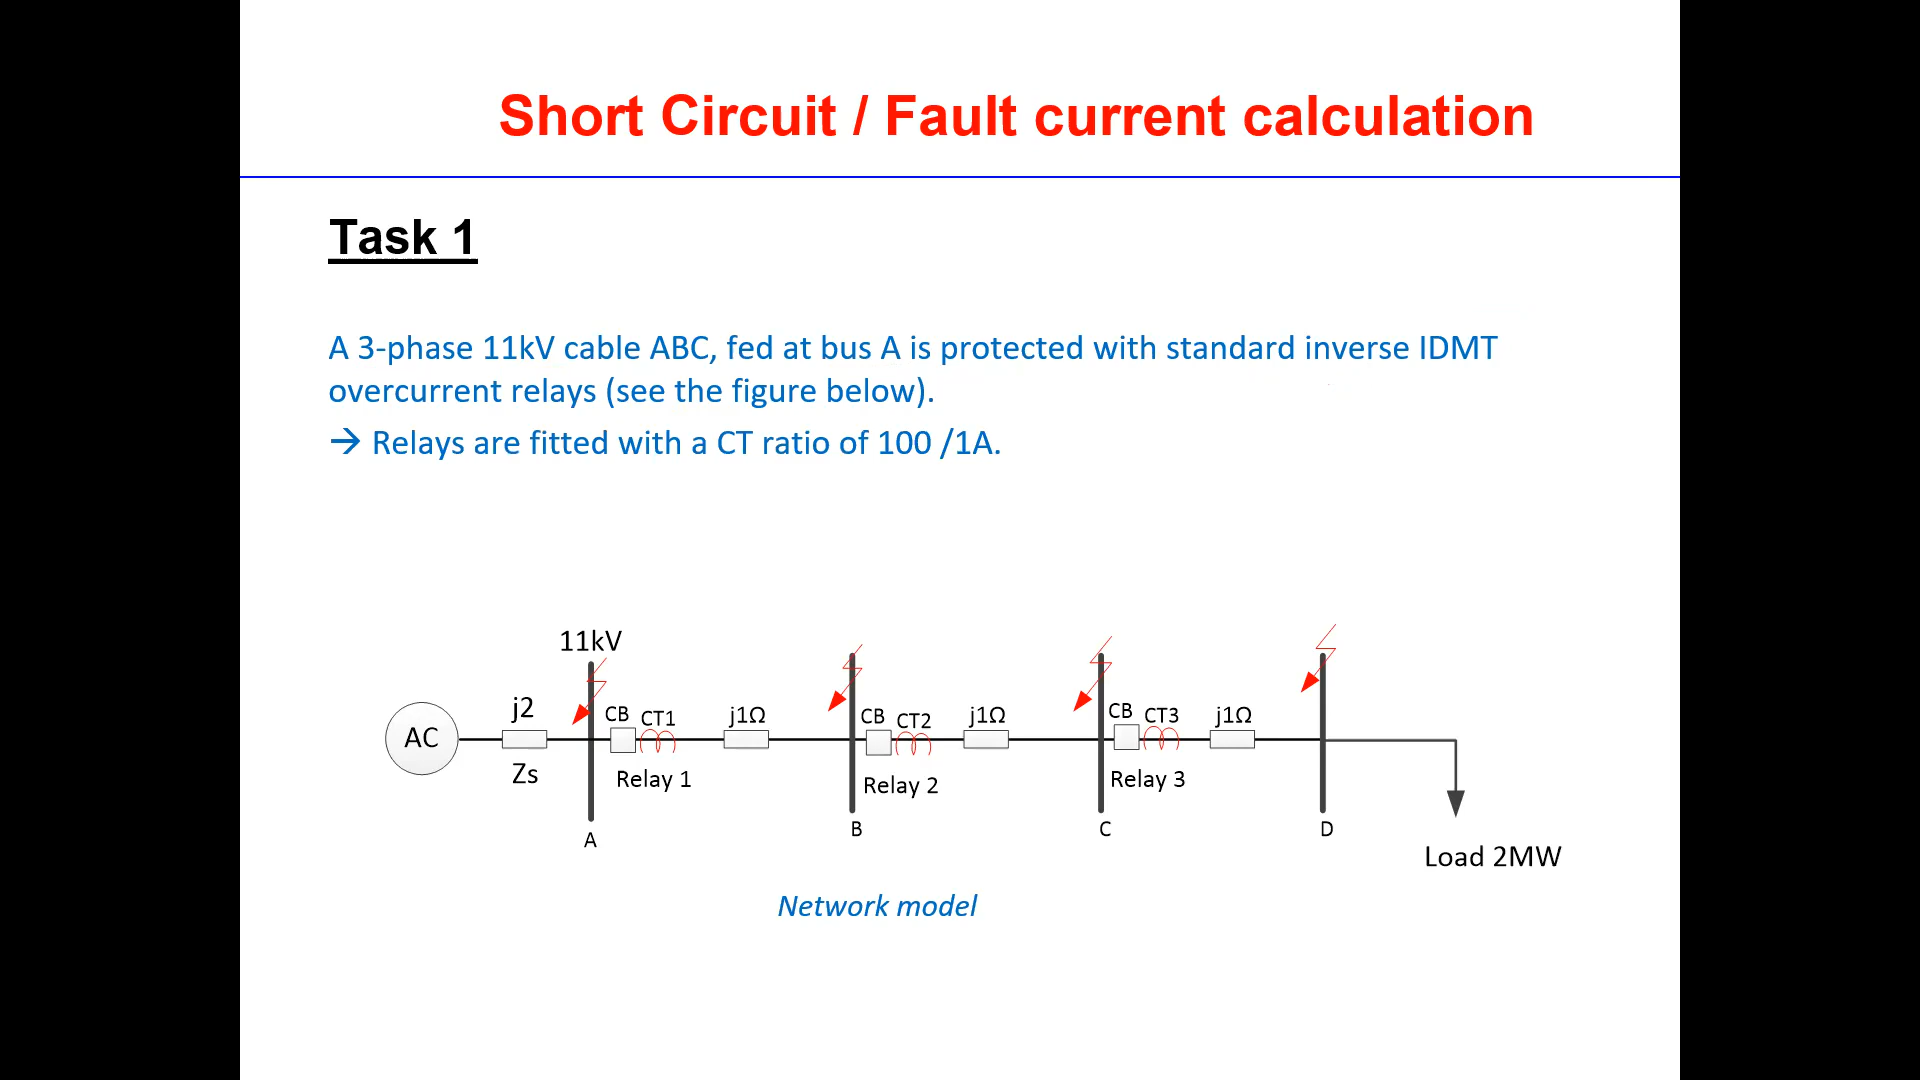 Short Circuit / Fault current calculation
Task 1
A 3-phase 11kV cable ABC, fed at bus A is protected with standard inverse IDMT
overcurrent relays (see the figure below).
→ Relays are fitted with a CT ratio of 100 /1A.
11kV
j2
CB CT1
j1Ω
CB CT2
j1Ω
CB CT3
j1Ω
AC
Zs
Relay 1
Relay 2
Relay 3
A
B
C
D
Load 2MW
Network model